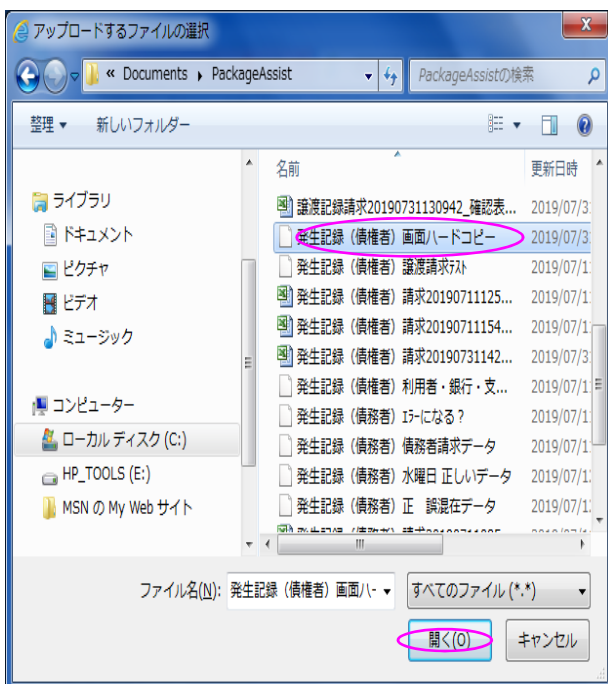 アップロードするファイルの選択
« Documents PackageAssist
PackageAssistの検索
整理 新しいフォルダー
名前 更新日時
ライブラリ
ドキュメント
ピクチャ
ビデオ
ミュージック
コンピューター
ローカル ディスク (C:)
HP_TOOLS (E:)
MSN の My Web サイト
譲渡記録請求20190731130942_確認表... 2019/07/3
発生記録（債権者）画面ハードコピー 2019/07/3
発生記録（債権者）譲渡請求ﾃｽﾄ 2019/07/1
発生記録（債権者）請求20190711125... 2019/07/1
発生記録（債権者）請求20190711154... 2019/07/1
発生記録（債権者）請求20190731142... 2019/07/3
発生記録（債権者）利用者・銀行・支... 2019/07/1
発生記録（債務者）ｴﾗｰになる？ 2019/07/1
発生記録（債務者）債務者請求データ 2019/07/1
発生記録（債務者）水曜日 正しいデータ 2019/07/1
発生記録（債務者）正 誤混在データ 2019/07/1
ファイル名(N): 発生記録（債権者）画面ハｰ
すべてのファイル (*.*)
開く(O) キャンセル